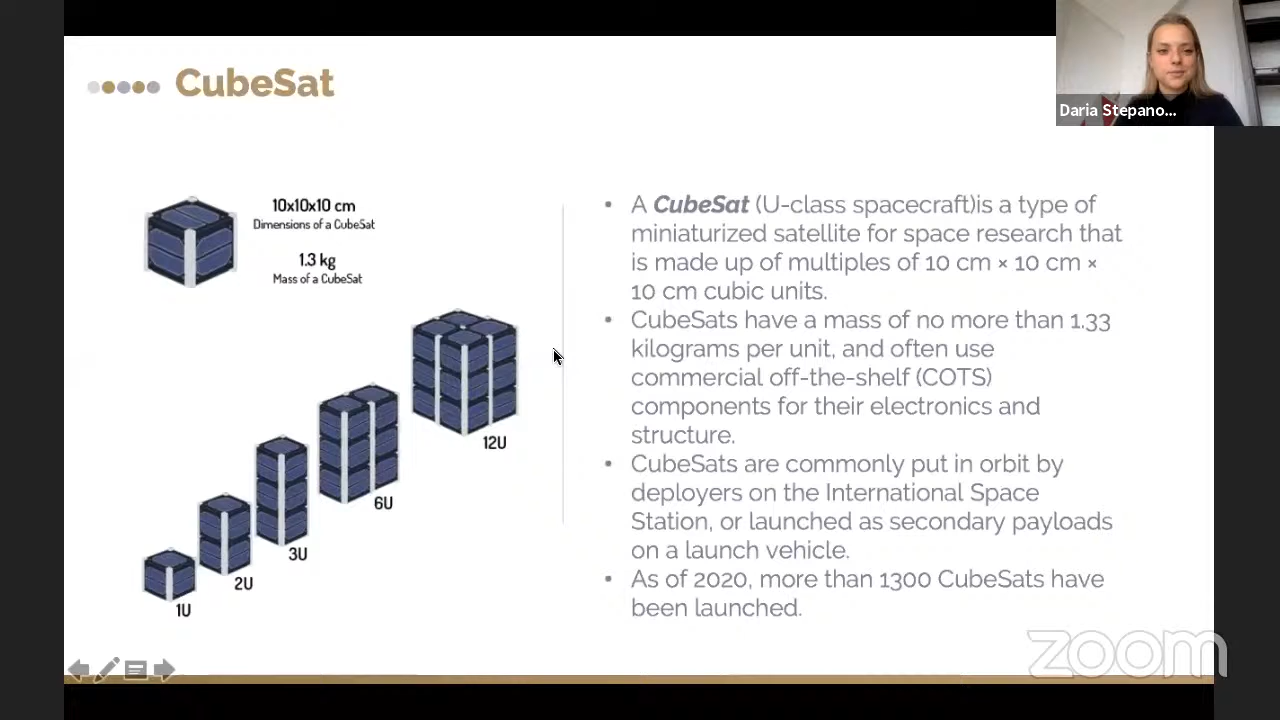 CubeSat
Daria Stepano...
10x10x10 cm
Dimensions of a CubeSat
1.3 kg
Mass of a CubeSat
12U
6U
3U
2U
1U
• A CubeSat (U-class spacecraft)is a type of
miniaturized satellite for space research that
is made up of multiples of 10 cm × 10 cm ×
10 cm cubic units.
• CubeSats have a mass of no more than 1.33
kilograms per unit, and often use
commercial off-the-shelf (COTS)
components for their electronics and
structure.
• CubeSats are commonly put in orbit by
deployers on the International Space
Station, or launched as secondary payloads
on a launch vehicle.
• As of 2020, more than 1300 CubeSats have
been launched.
zoom